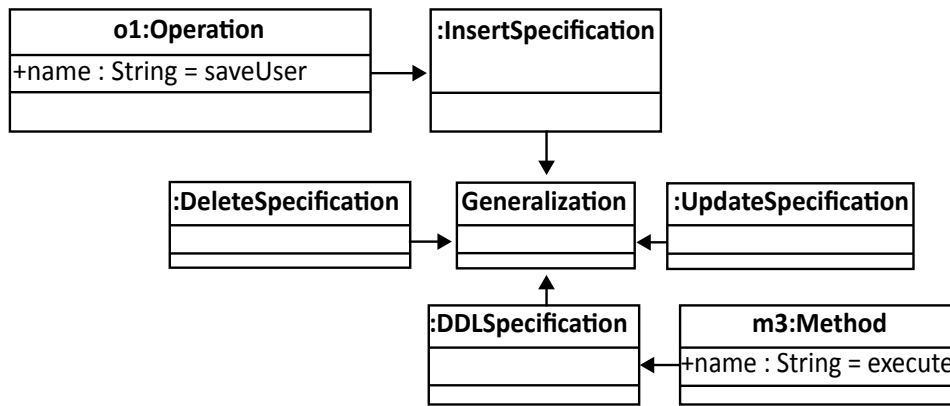 o1:Operation
+name : String = saveUser
:InsertSpecification
:DeleteSpecification
Generalization
:UpdateSpecification
:DDLSpecification
m3:Method
+name : String = execute